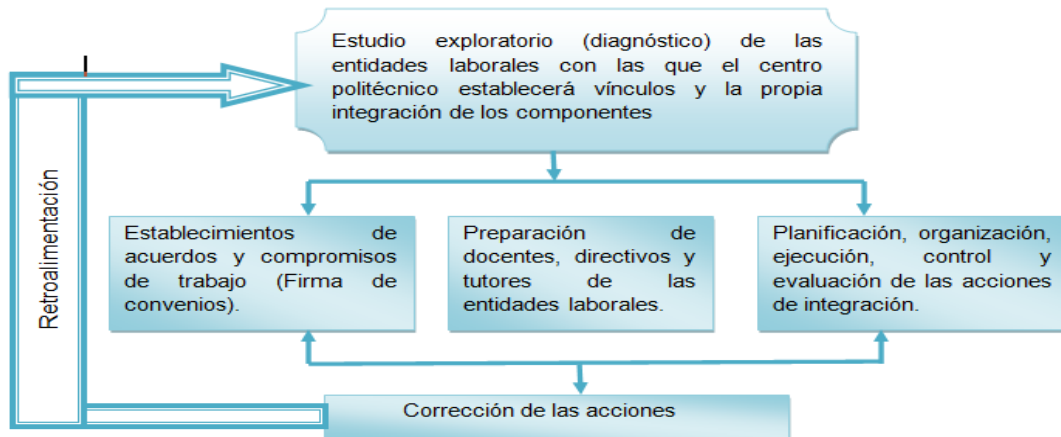 Estudio exploratorio (diagnóstico) de las
entidades laborales con las que el centro
politécnico establecerá vínculos y la propia
integración de los componentes
Retroalimentación
Establecimientos de
acuerdos y compromisos
de trabajo (Firma de
convenios).
Preparación de
docentes, directivos y
tutores de las
entidades laborales.
Planificación, organización,
ejecución, control y
evaluación de las acciones
de integración.
Corrección de las acciones